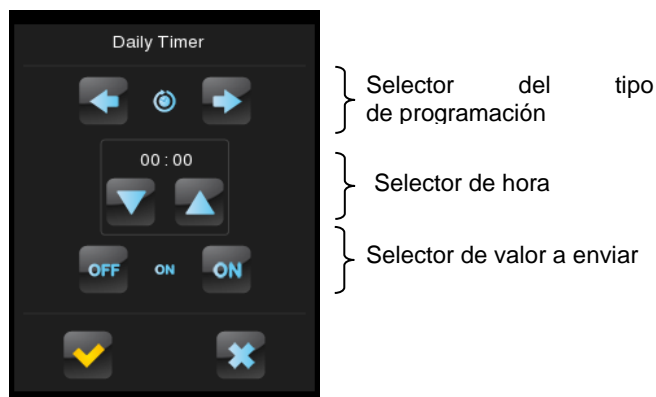 Daily Timer
Selector del tipo
de programación
00 : 00
Selector de hora
OFF ON ON
Selector de valor a enviar